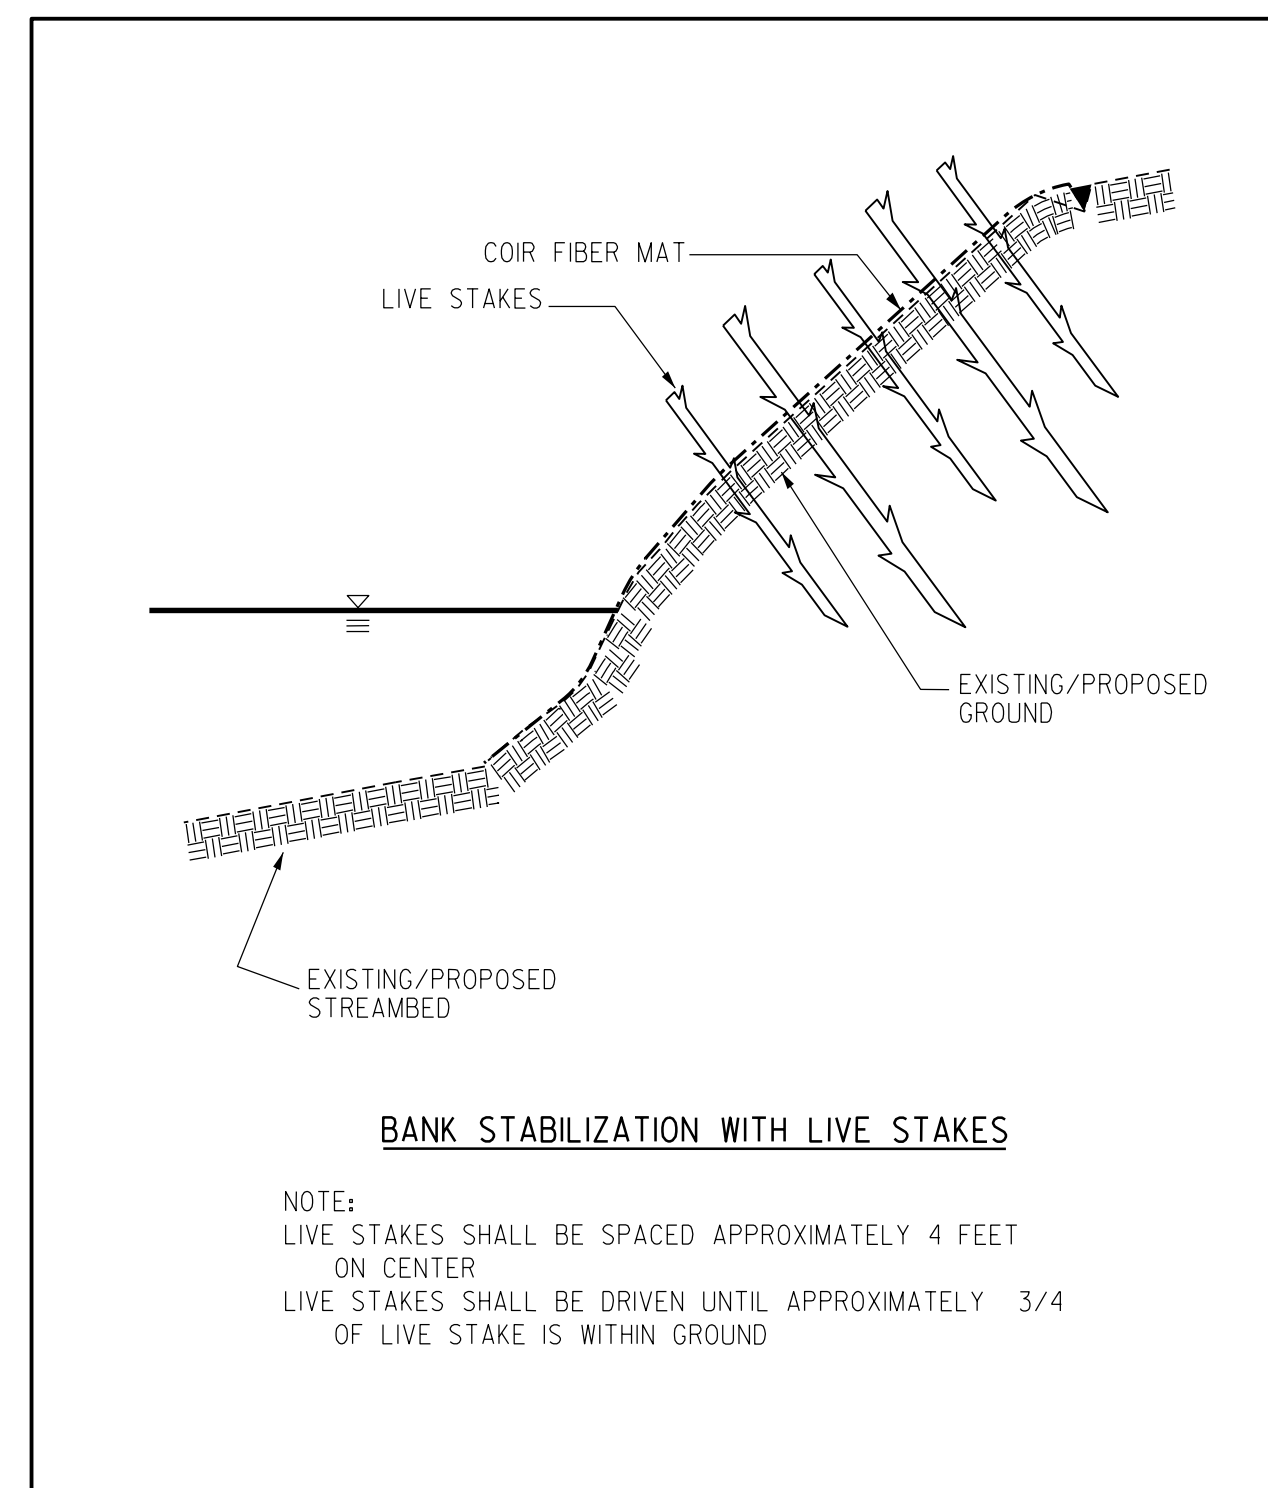 COIR FIBER MAT
LIVE STAKES
EXISTING/PROPOSED
GROUND
EXISTING/PROPOSED
STREAMBED
BANK STABILIZATION WITH LIVE STAKES
NOTE:
LIVE STAKES SHALL BE SPACED APPROXIMATELY 4 FEET
ON CENTER
LIVE STAKES SHALL BE DRIVEN UNTIL APPROXIMATELY 3/4
OF LIVE STAKE IS WITHIN GROUND